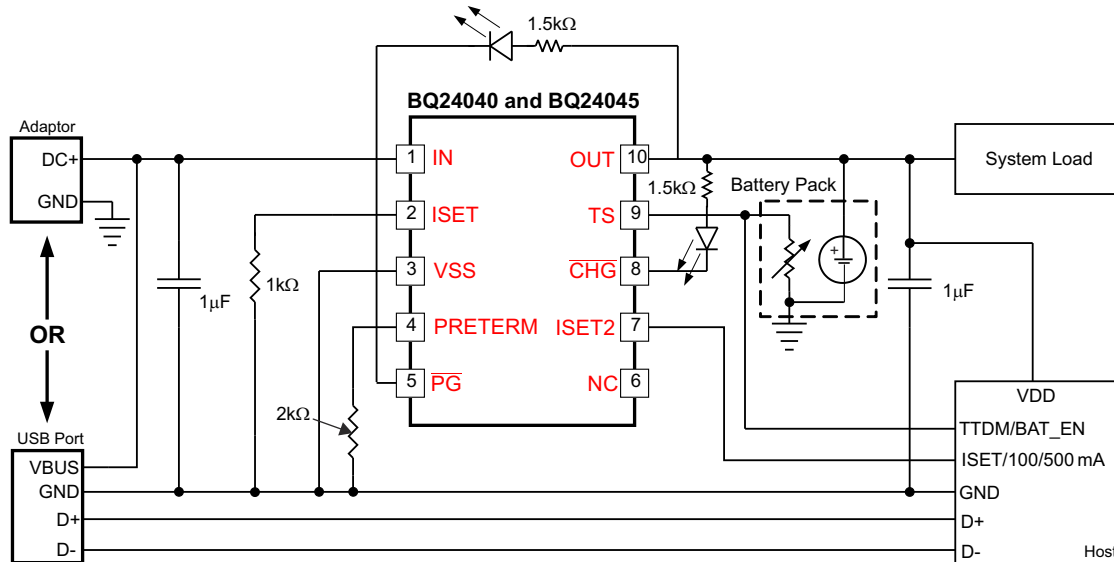 1.5kΩ
BQ24040 and BQ24045
Adaptor
DC+
GND
OR
USB Port
VBUS
GND
D+
D-
1μF
1kΩ
2kΩ
1 IN
2 ISET
3 VSS
4 PRETERM
5 PG
OUT 10
TS 9
CHG 8
ISET2 7
NC 6
1.5kΩ
Battery Pack
+
1μF
System Load
VDD
TTDM/BAT_EN
ISET/100/500 mA
GND
D+
D-
Host